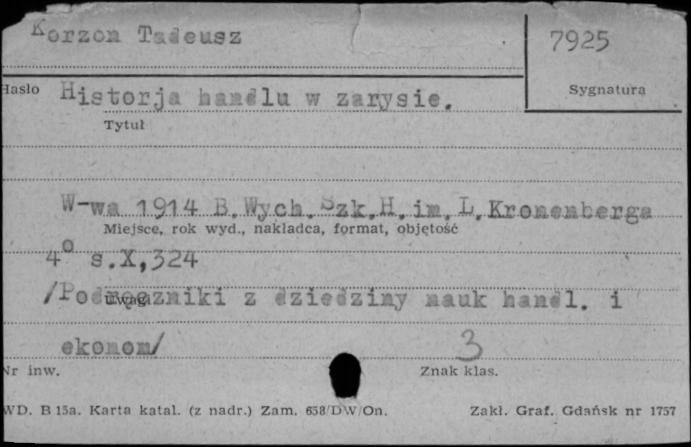 Korzon Tadeusz
7925
Hasło
Sygnatura
Historja handlu w zarysie.
Tytuł
W-wa 1914 B.Wych.Szk.H.im.L.Kronenberga
Miejsce, rok wyd., nakładca, format, objętość
4° s.X,324
/Podręczniki z dziedziny nauk handl. i
Uwagi
ekonom/
3
Nr inw.
Znak klas.
WD. B 15a. Karta katal. (z nadr.) Zam. 658/DW/On.
Zakł. Graf. Gdańsk nr 1757